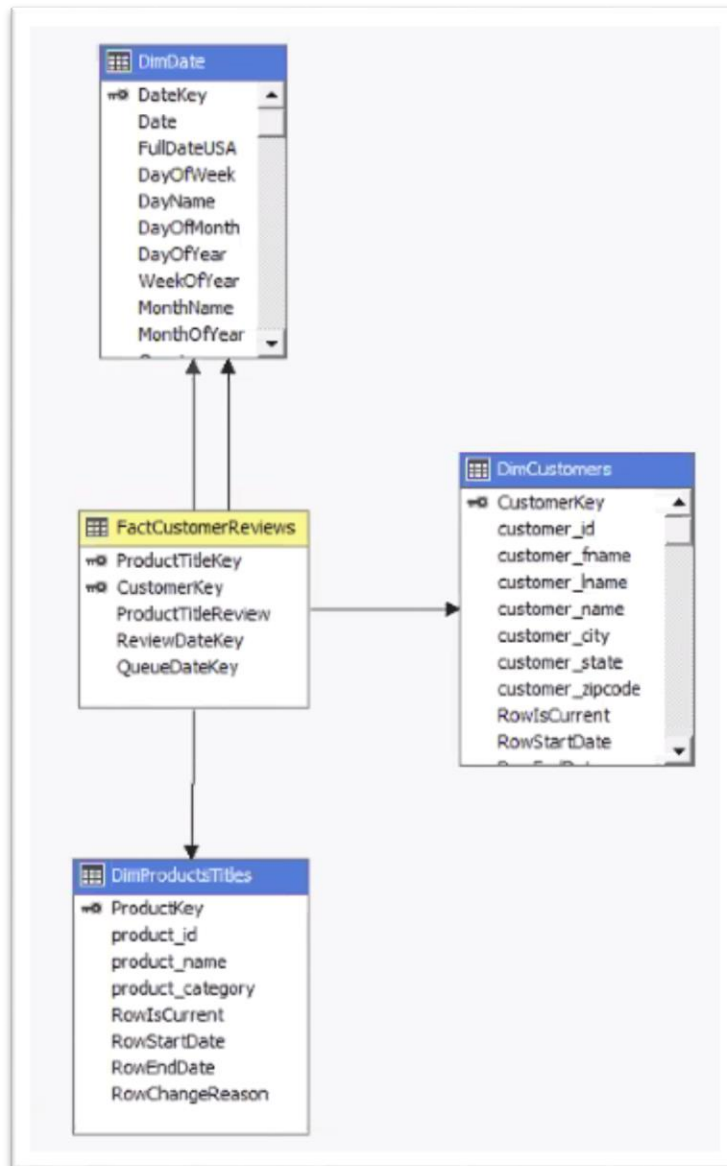 DimDate
DateKey
Date
FullDateUSA
DayOfWeek
DayName
DayOfMonth
DayOfYear
WeekOfYear
MonthName
MonthOfYear
DimCustomers
CustomerKey
customer_id
customer_fname
customer_lname
customer_name
customer_city
customer_state
customer_zipcode
RowIsCurrent
RowStartDate
FactCustomerReviews
ProductTitleKey
CustomerKey
ProductTitleReview
ReviewDateKey
QueueDateKey
DimProductsTitles
ProductKey
product_id
product_name
product_category
RowIsCurrent
RowStartDate
RowEndDate
RowChangeReason